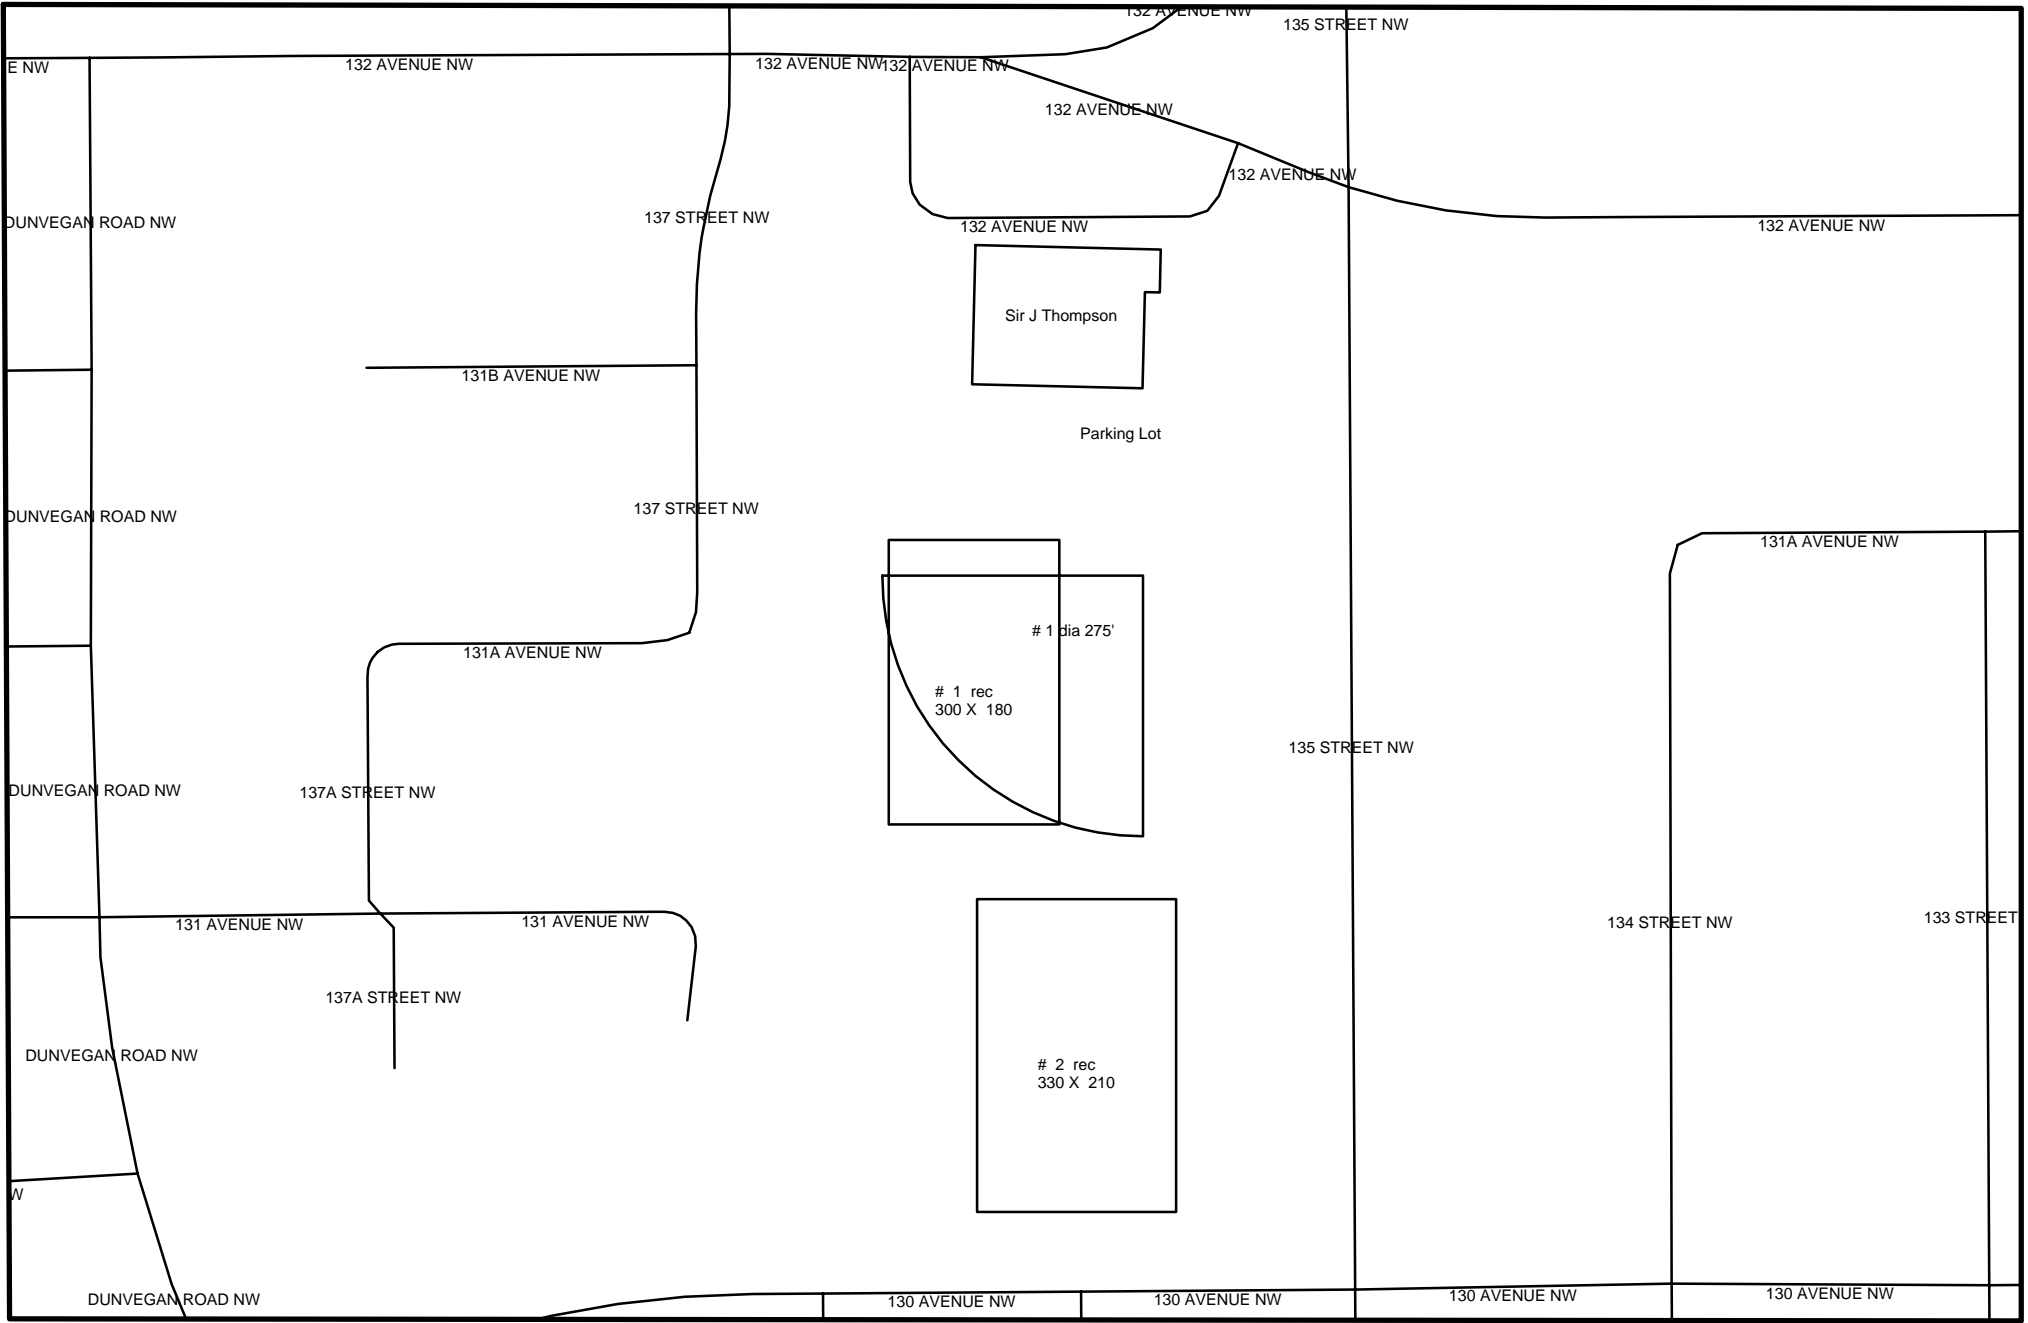 132 AVENUE NW
135 STREET NW
E NW
132 AVENUE NW
132 AVENUE NW
132 AVENUE NW
132 AVENUE NW
132 AVENUE NW
DUNVEGAN ROAD NW
137 STREET NW
132 AVENUE NW
132 AVENUE NW
Sir J Thompson
131B AVENUE NW
Parking Lot
137 STREET NW
DUNVEGAN ROAD NW
131A AVENUE NW
# 1 dia 275'
131A AVENUE NW
# 1 rec
300 X 180
135 STREET NW
DUNVEGAN ROAD NW
137A STREET NW
131 AVENUE NW
131 AVENUE NW
134 STREET NW
133 STREET
137A STREET NW
DUNVEGAN ROAD NW
# 2 rec
330 X 210
W
DUNVEGAN ROAD NW
130 AVENUE NW
130 AVENUE NW
130 AVENUE NW
130 AVENUE NW